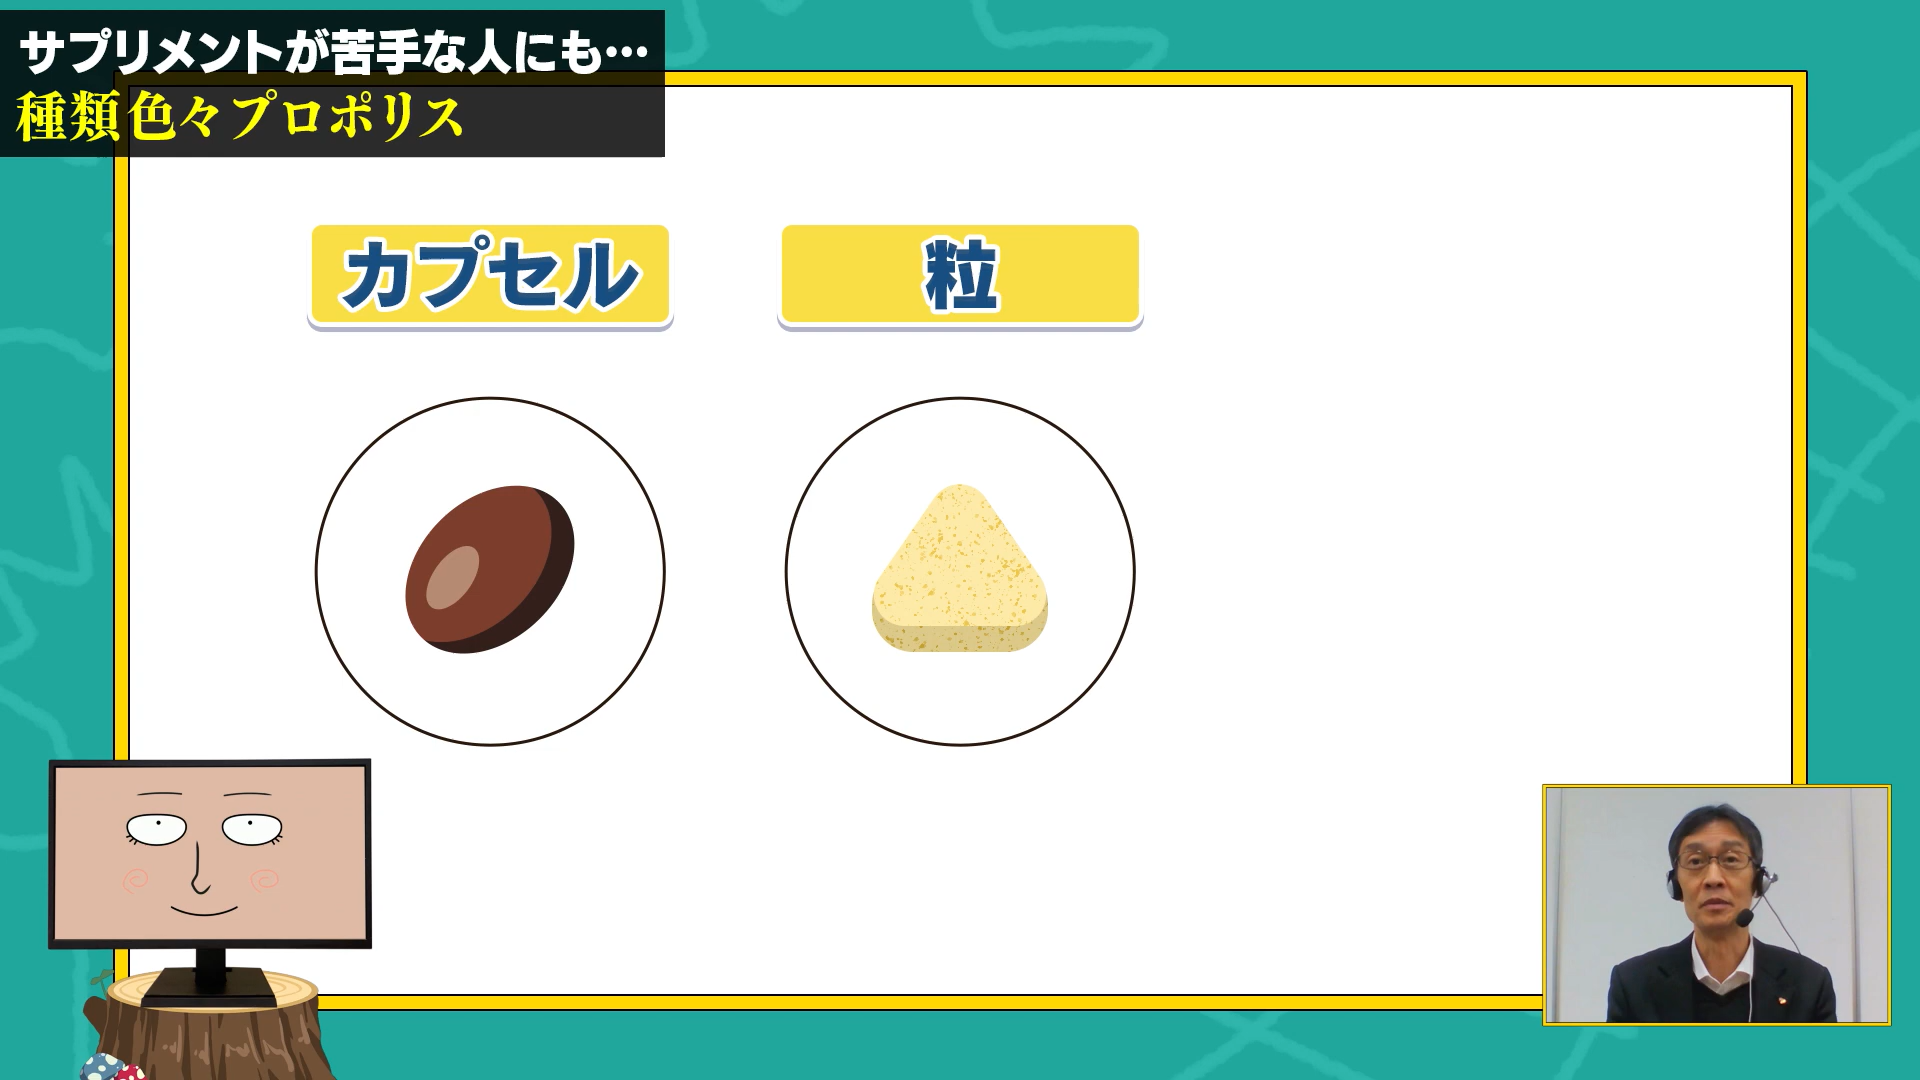 サプリメントが苦手な人にも…
種類色々プロポリス
カプセル
粒